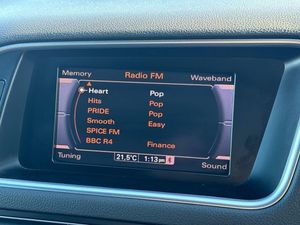 Memory Radio FM Waveband
Heart Pop
Hits Pop
PRIDE Pop
Smooth Easy
SPICE FM
BBC R4 Finance
Tuning 21,5°C 1:13 pm Sound